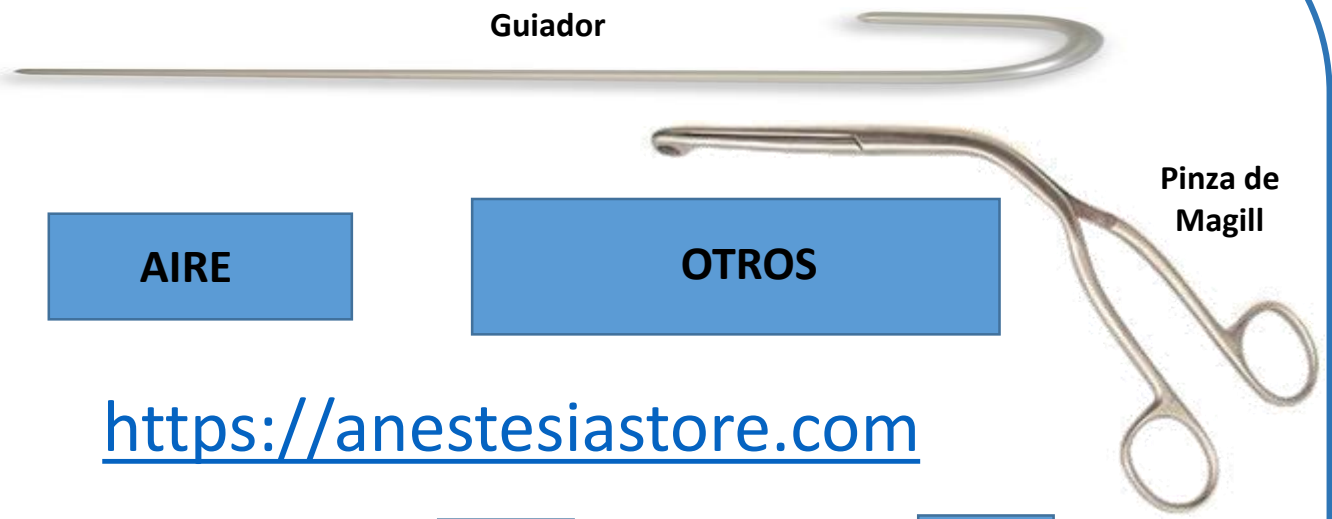 Guiador
Pinza de
Magill
AIRE
OTROS
https://anestesiastore.com